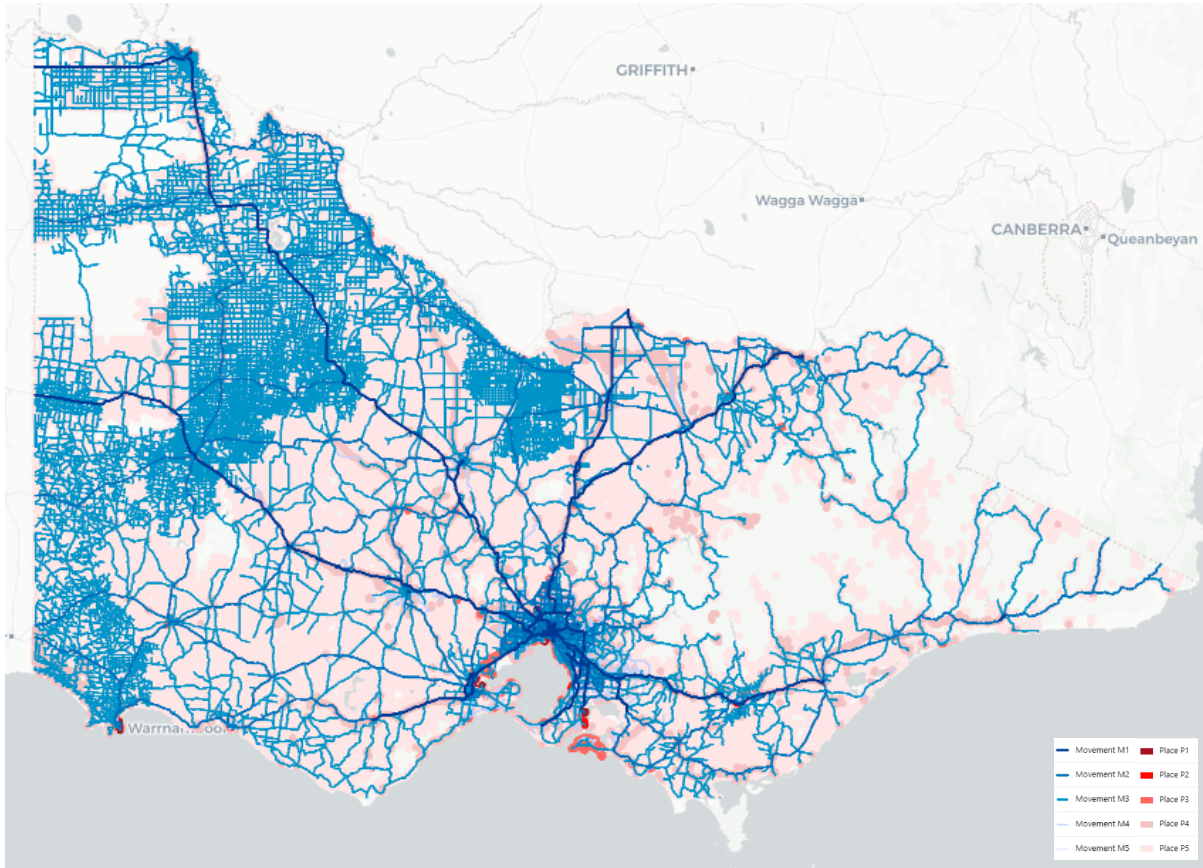 GRIFFITH
Wagga Wagga
CANBERRA
Queanbeyan
Movement M1 Place P1
Movement M2 Place P2
Movement M3 Place P3
Movement M4 Place P4
Movement M5 Place P5